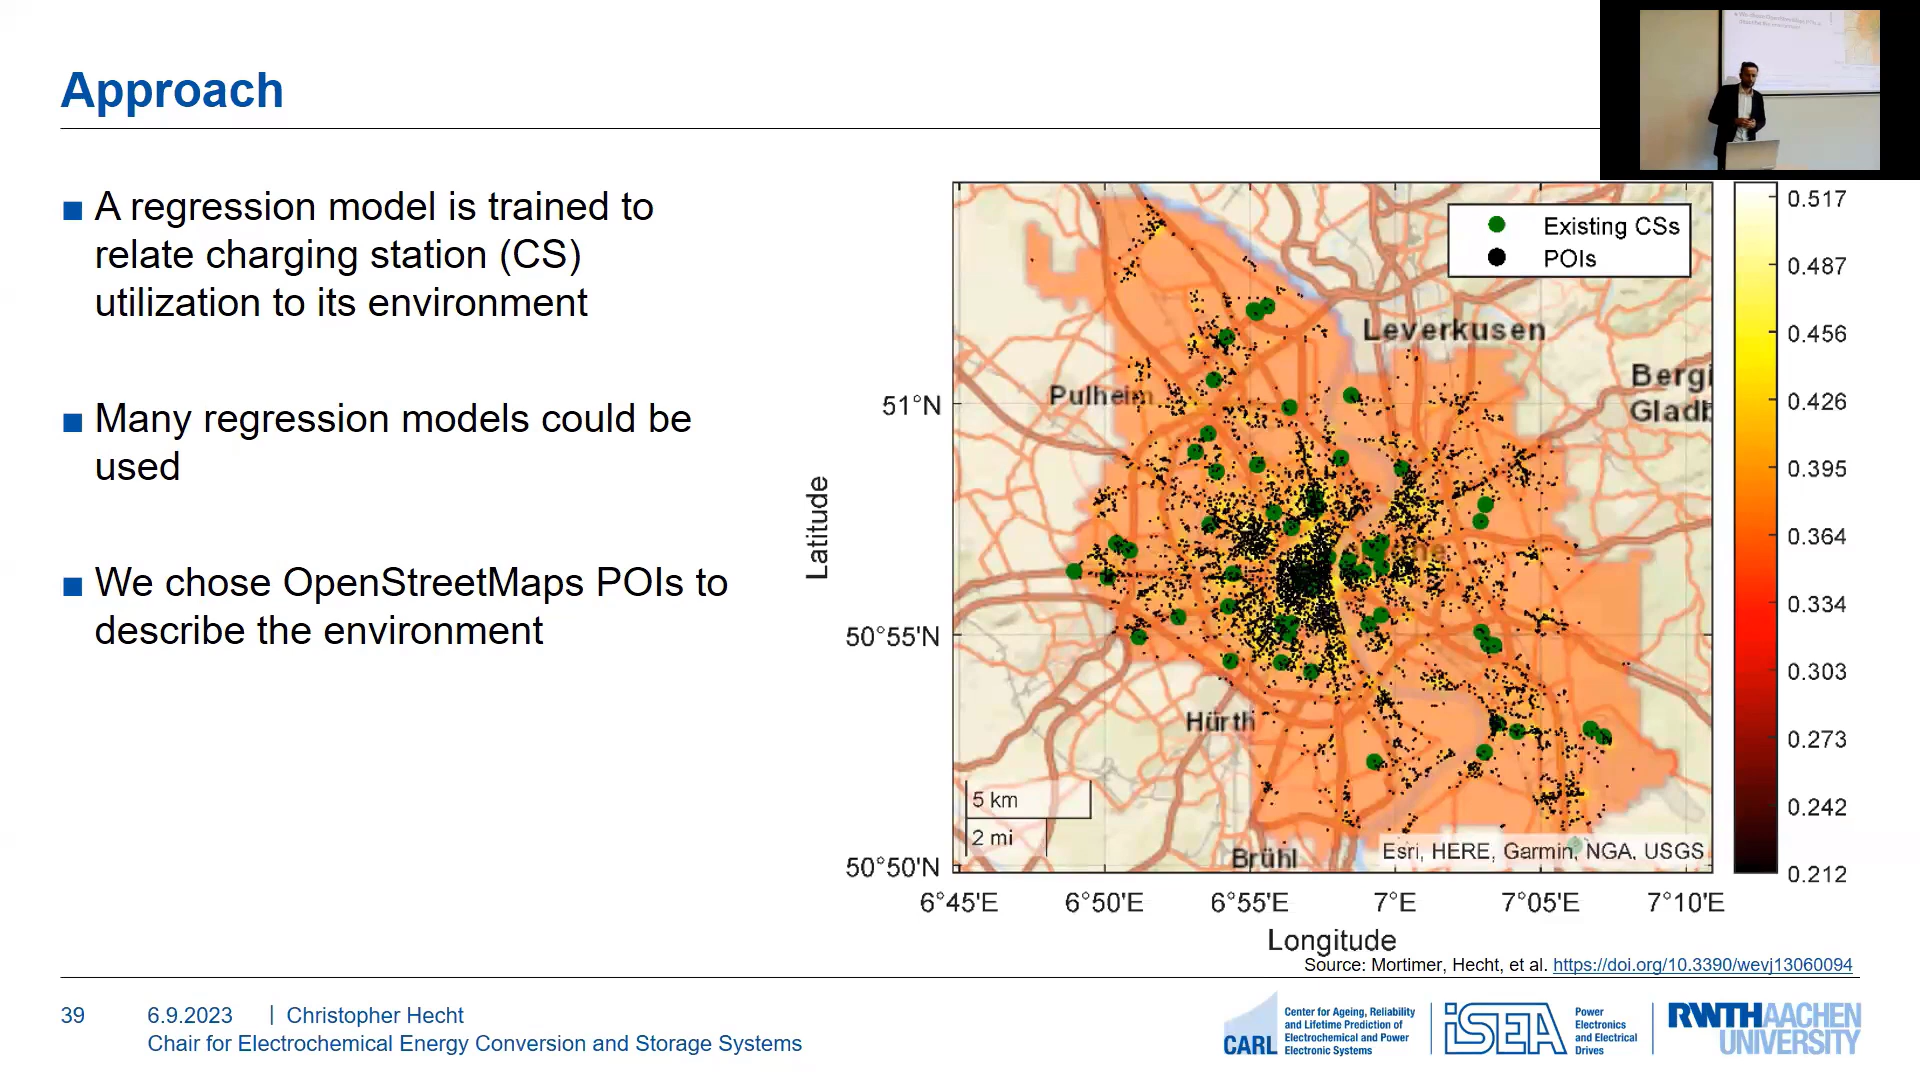 Approach
A regression model is trained to
relate charging station (CS)
utilization to its environment
Many regression models could be
used
We chose OpenStreetMaps POIs to
describe the environment
Existing CSs
POIs
Leverkusen
Pulheim
Hürth
Brühl
5 km
2 mi
Esri, HERE, Garmin, NGA, USGS
Latitude
51°N
50°55'N
50°50'N
6°45'E 6°50'E 6°55'E 7°E 7°05'E 7°10'E
Longitude
0.517
0.487
0.456
0.426
0.395
0.364
0.334
0.303
0.273
0.242
0.212
Source: Mortimer, Hecht, et al. https://doi.org/10.3390/wevj13060094
39 6.9.2023 | Christopher Hecht
Chair for Electrochemical Energy Conversion and Storage Systems
CARL
Center for Ageing, Reliability
and Lifetime Prediction of
Electrochemical and Power
Electronic Systems
iSEA
Power
Electronics
and Electrical
Drives
RWTH AACHEN
UNIVERSITY